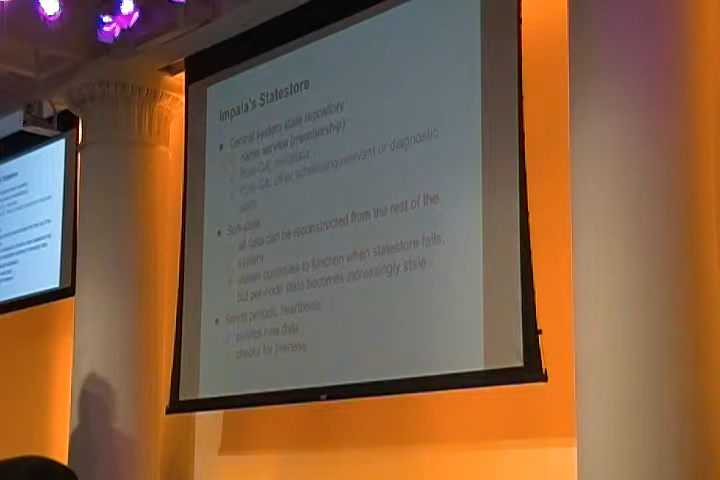 Impala's Statestore
Central system state repository
name service (membership)
Post-GA: metadata
Post-GA: other scheduling-relevant or diagnostic
state
Soft-state
all data can be reconstructed from the rest of the
system
system continues to function when statestore fails,
but per-node state becomes increasingly stale
Sends periodic heartbeats
pushes new data
checks for liveness